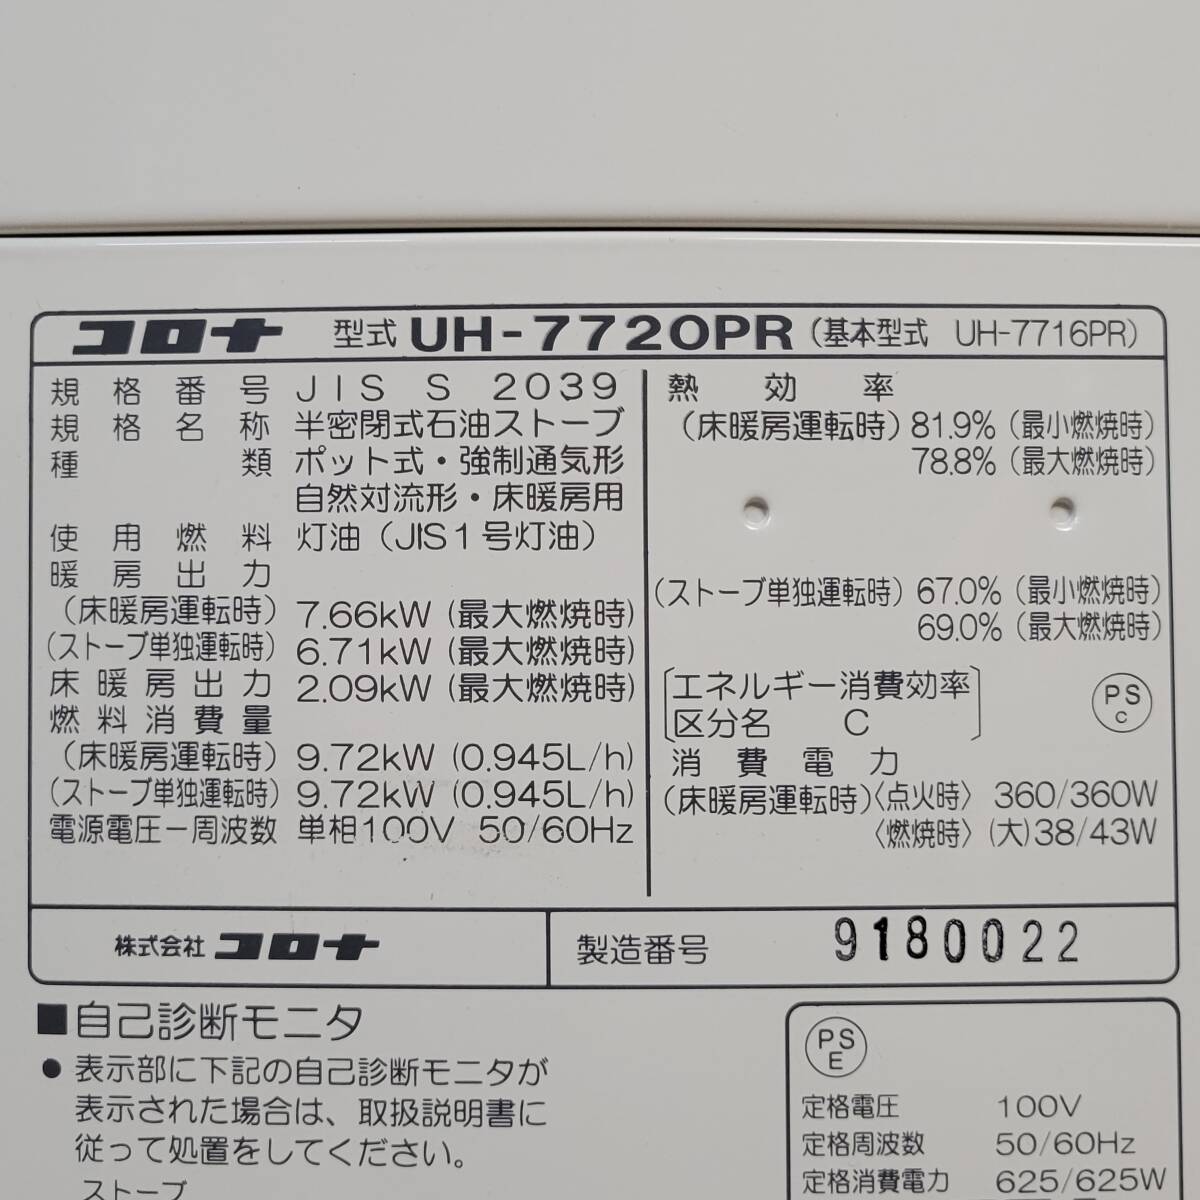 コロナ 型式 UH-7720PR (基本型式 UH-7716PR)
規格番号 JIS S 2039
規格名称 半密閉式石油ストーブ
種類 ポット式・強制通気形
自然対流形・床暖房用
使用燃料 灯油(JIS1号灯油)
暖房出力
(床暖房運転時) 7.66kW (最大燃焼時)
(ストーブ単独運転時) 6.71kW (最大燃焼時)
床暖房出力 2.09kW (最大燃焼時)
燃料消費量
(床暖房運転時) 9.72kW (0.945L/h)
(ストーブ単独運転時) 9.72kW (0.945L/h)
電源電圧-周波数 単相100V 50/60Hz
熱効率
(床暖房運転時) 81.9% (最小燃焼時)
78.8% (最大燃焼時)
(ストーブ単独運転時) 67.0% (最小燃焼時)
69.0% (最大燃焼時)
エネルギー消費効率
区分名 C
PS
C
消費電力
(床暖房運転時)〈点火時〉 360/360W
〈燃焼時〉(大)38/43W
株式会社コロナ
製造番号 9180022
■自己診断モニタ
● 表示部に下記の自己診断モニタが
表示された場合は、取扱説明書に
従って処置をしてください。
ストーブ
PS
E
定格電圧 100V
定格周波数 50/60Hz
定格消費電力 625/625W